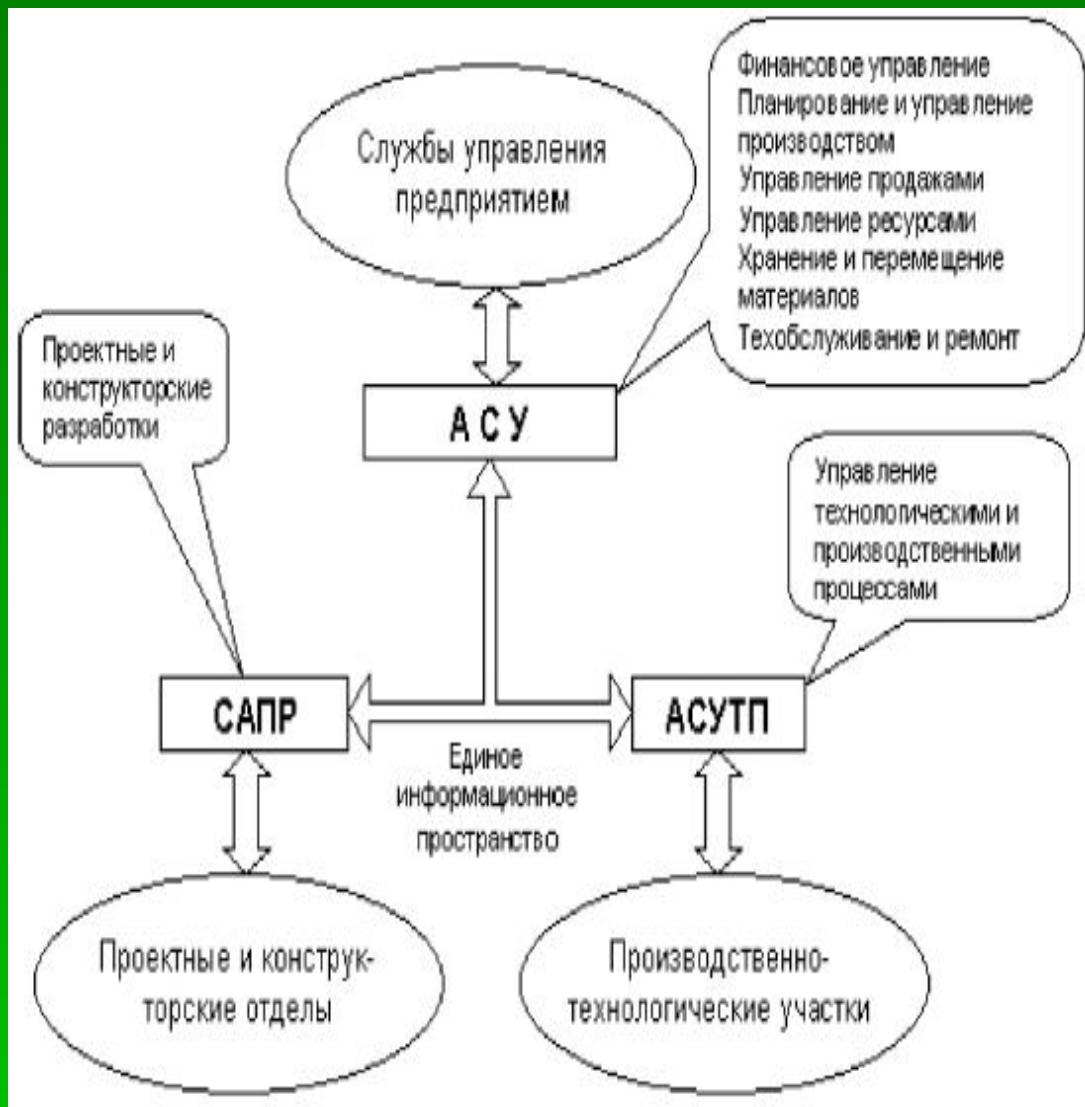 Финансовое управление
Планирование и управление
производством
Управление продажами
Управление ресурсами
Хранение и перемещение
материалов
Техобслуживание и ремонт
Службы управления
предприятием
Проектные и
конструкторские
разработки
А С У
Управление
технологическими и
производственными
процессами
САПР
АСУТП
Единое
информационное
пространство
Проектные и конструк-
торские отделы
Производственно-
технологические участки